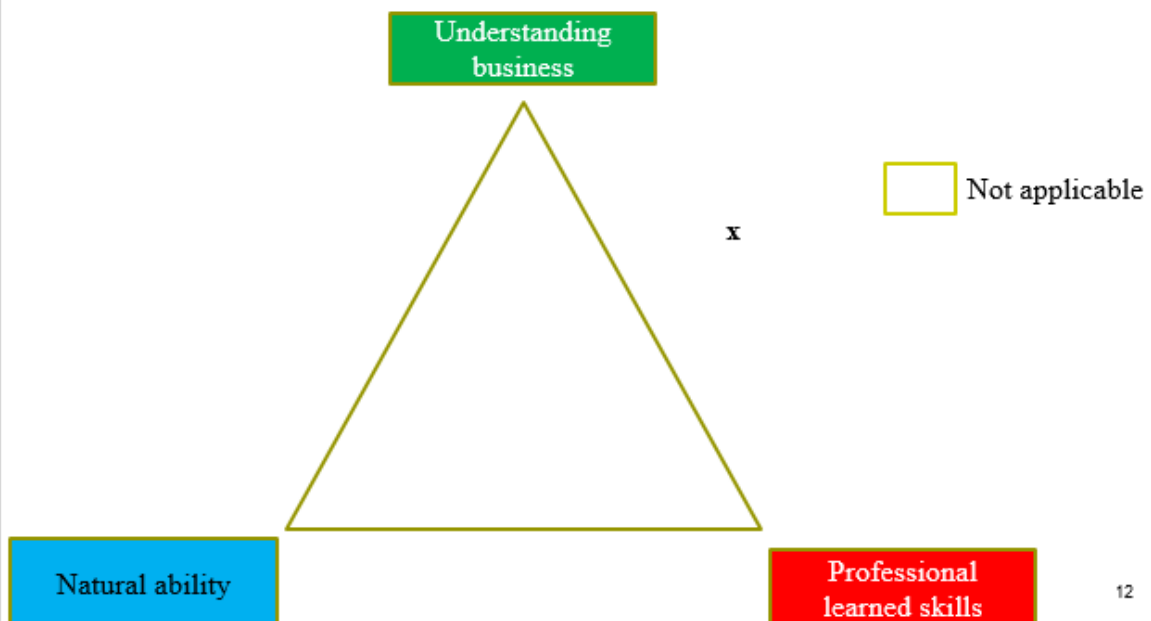 Understanding
business
Not applicable
x
Natural ability
Professional
learned skills
12